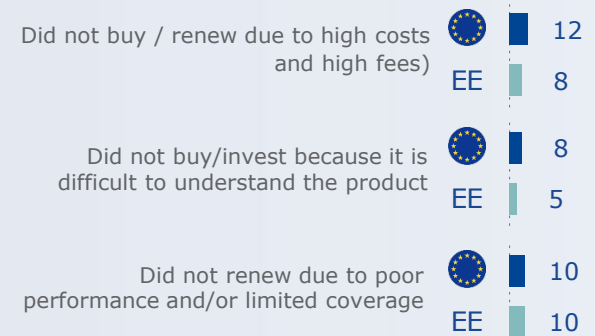 Did not buy / renew due to high costs
and high fees)
12
EE 8
Did not buy/invest because it is
difficult to understand the product
8
EE 5
Did not renew due to poor
performance and/or limited coverage
10
EE 10